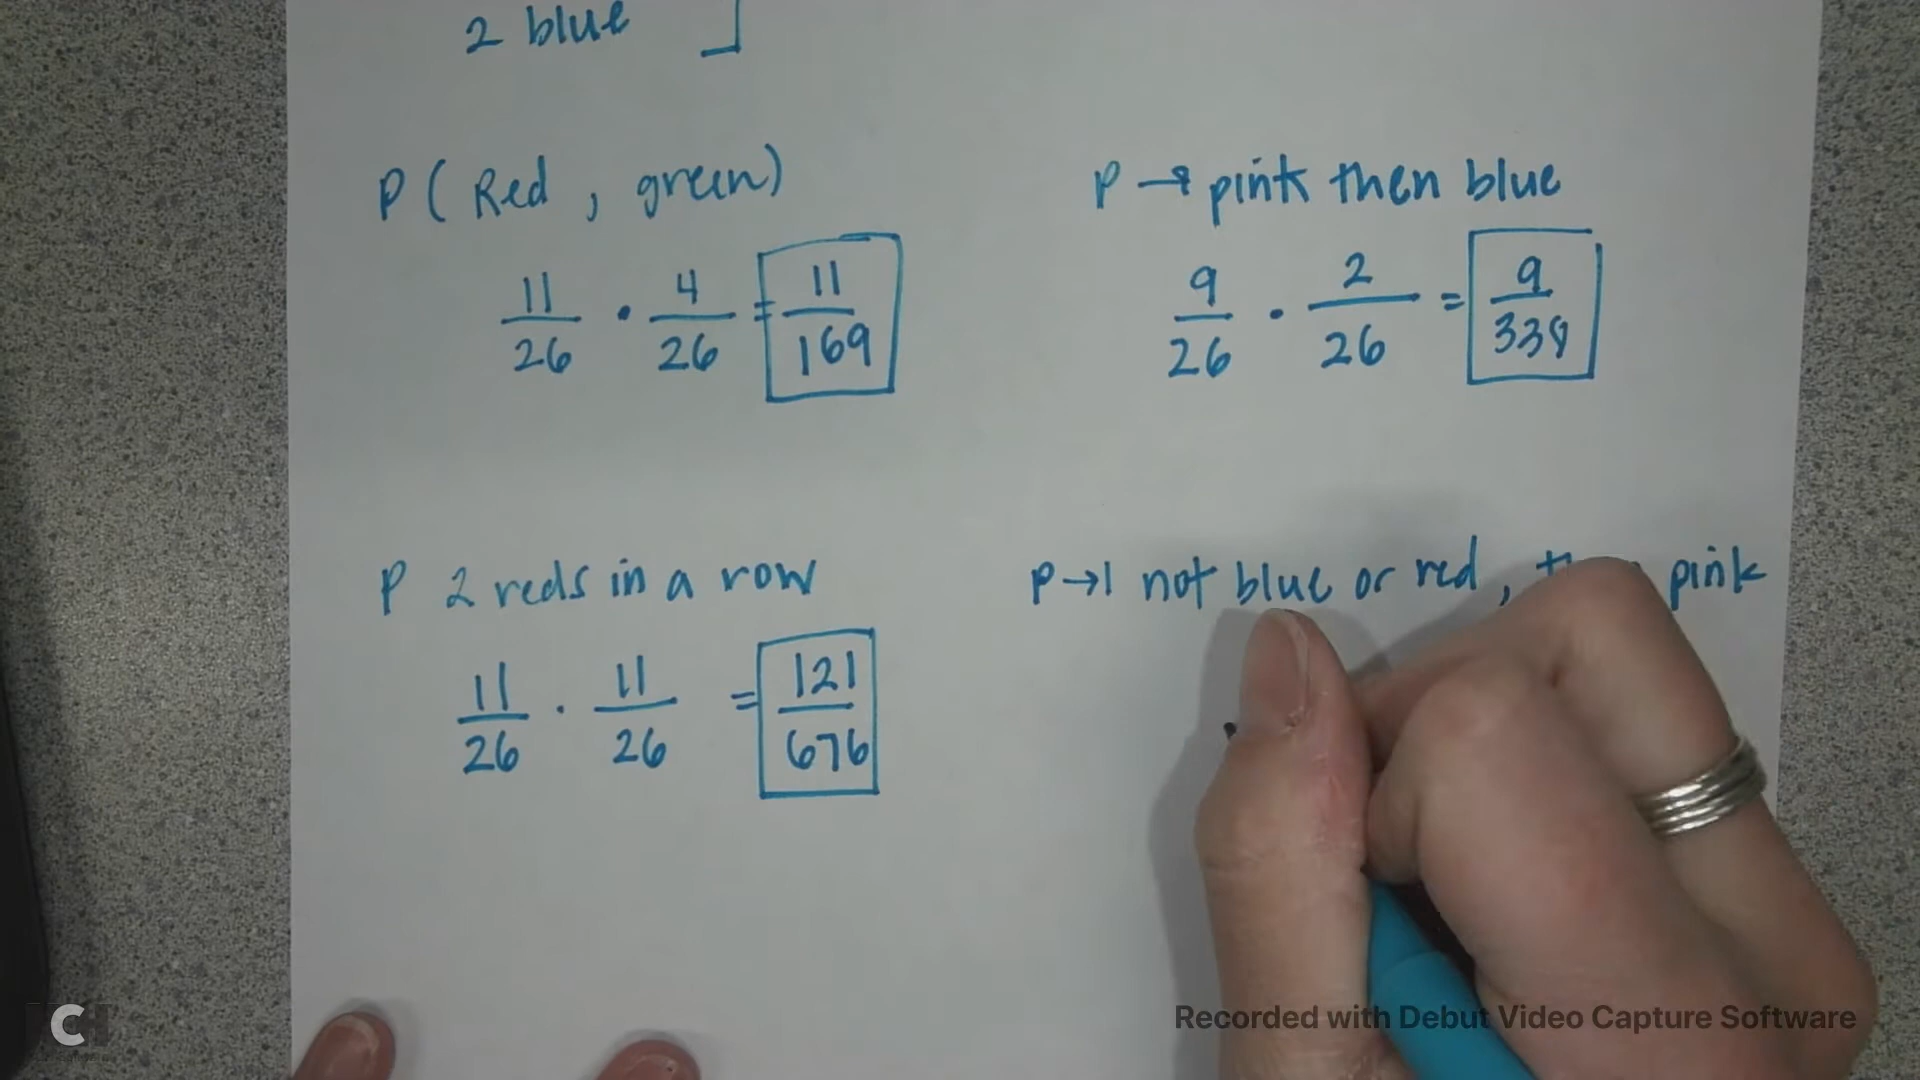 2 blue
P ( Red , green)
11/26 · 4/26 = 11/169
P → pink then blue
9/26 · 2/26 = 9/338
P 2 reds in a row
11/26 · 11/26 = 121/676
P → 1 not blue or red, pink
Recorded with Debut Video Capture Software